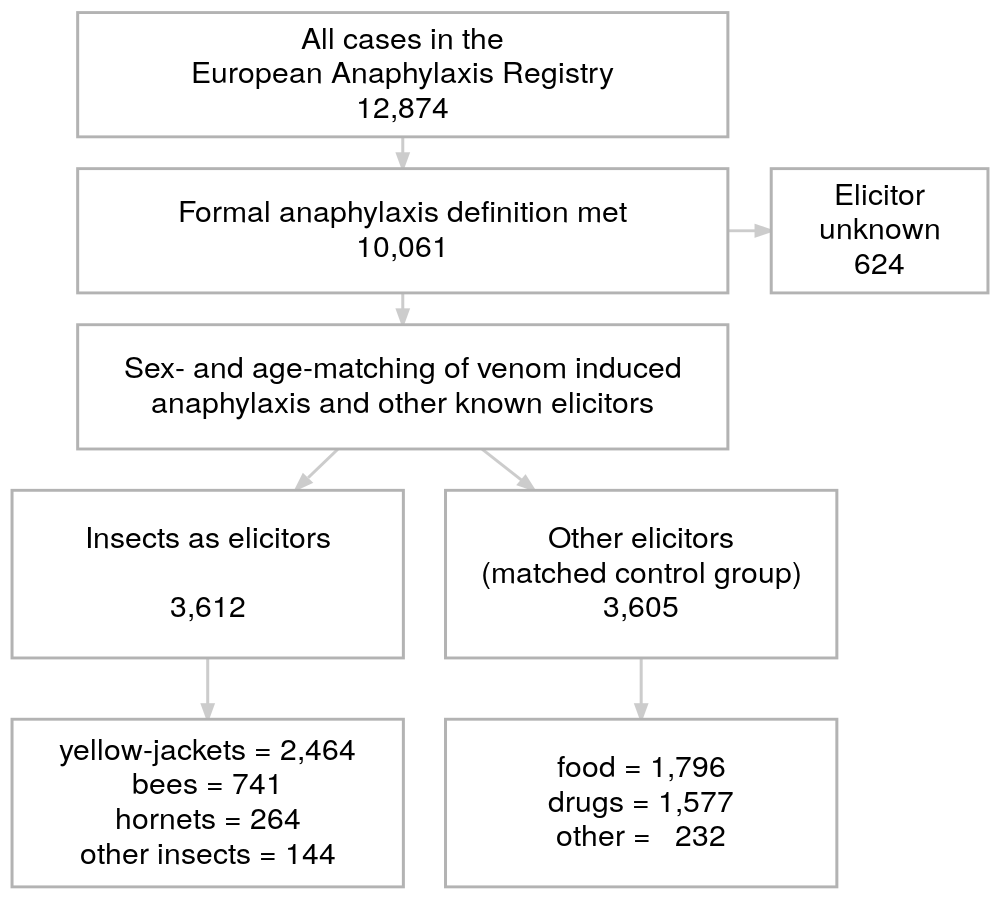 All cases in the
European Anaphylaxis Registry
12,874
Formal anaphylaxis definition met
10,061
Elicitor
unknown
624
Sex- and age-matching of venom induced
anaphylaxis and other known elicitors
Insects as elicitors
3,612
Other elicitors
(matched control group)
3,605
yellow-jackets = 2,464
bees = 741
hornets = 264
other insects = 144
food = 1,796
drugs = 1,577
other = 232